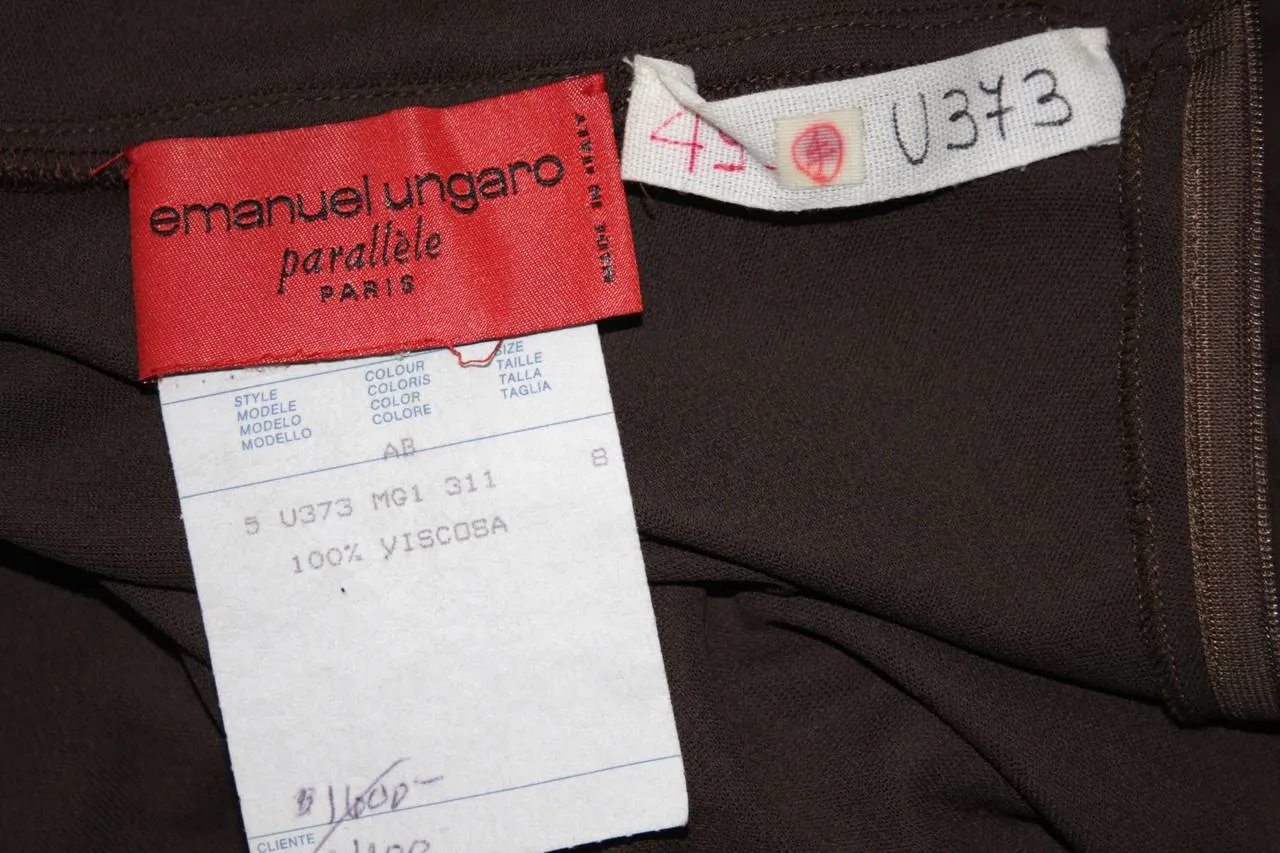 emanuel ungaro
parallèle
PARIS
MADE IN ITALY
U373
STYLE
MODELE
MODELO
MODELLO
COLOUR
COLORIS
COLOR
COLORE
SIZE
TAILLE
TALLA
TAGLIA
AB
5 U373 MG1 311 8
100% VISCOSA
CLIENTE